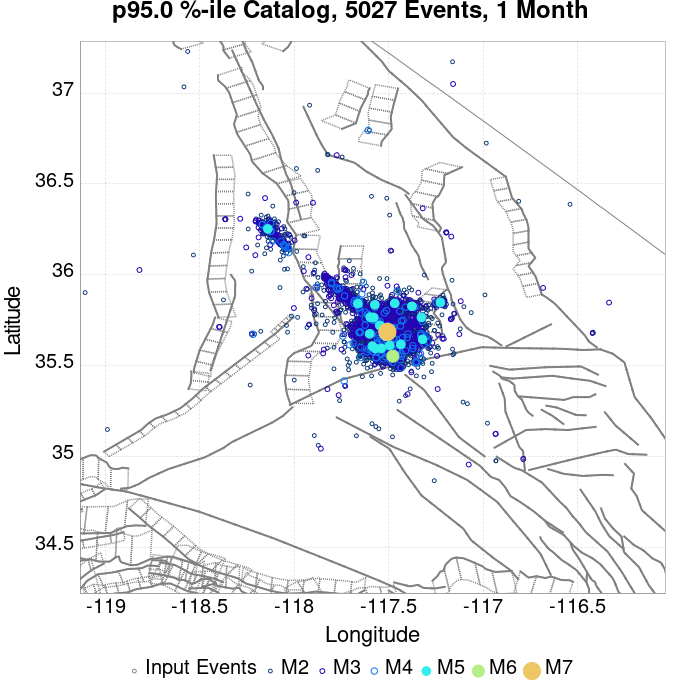 p95.0 %-ile Catalog, 5027 Events, 1 Month
37
36.5
36
35.5
35
34.5
Latitude
-119 -118.5 -118 -117.5 -117 -116.5
Longitude
Input Events M2 M3 M4 M5 M6 M7